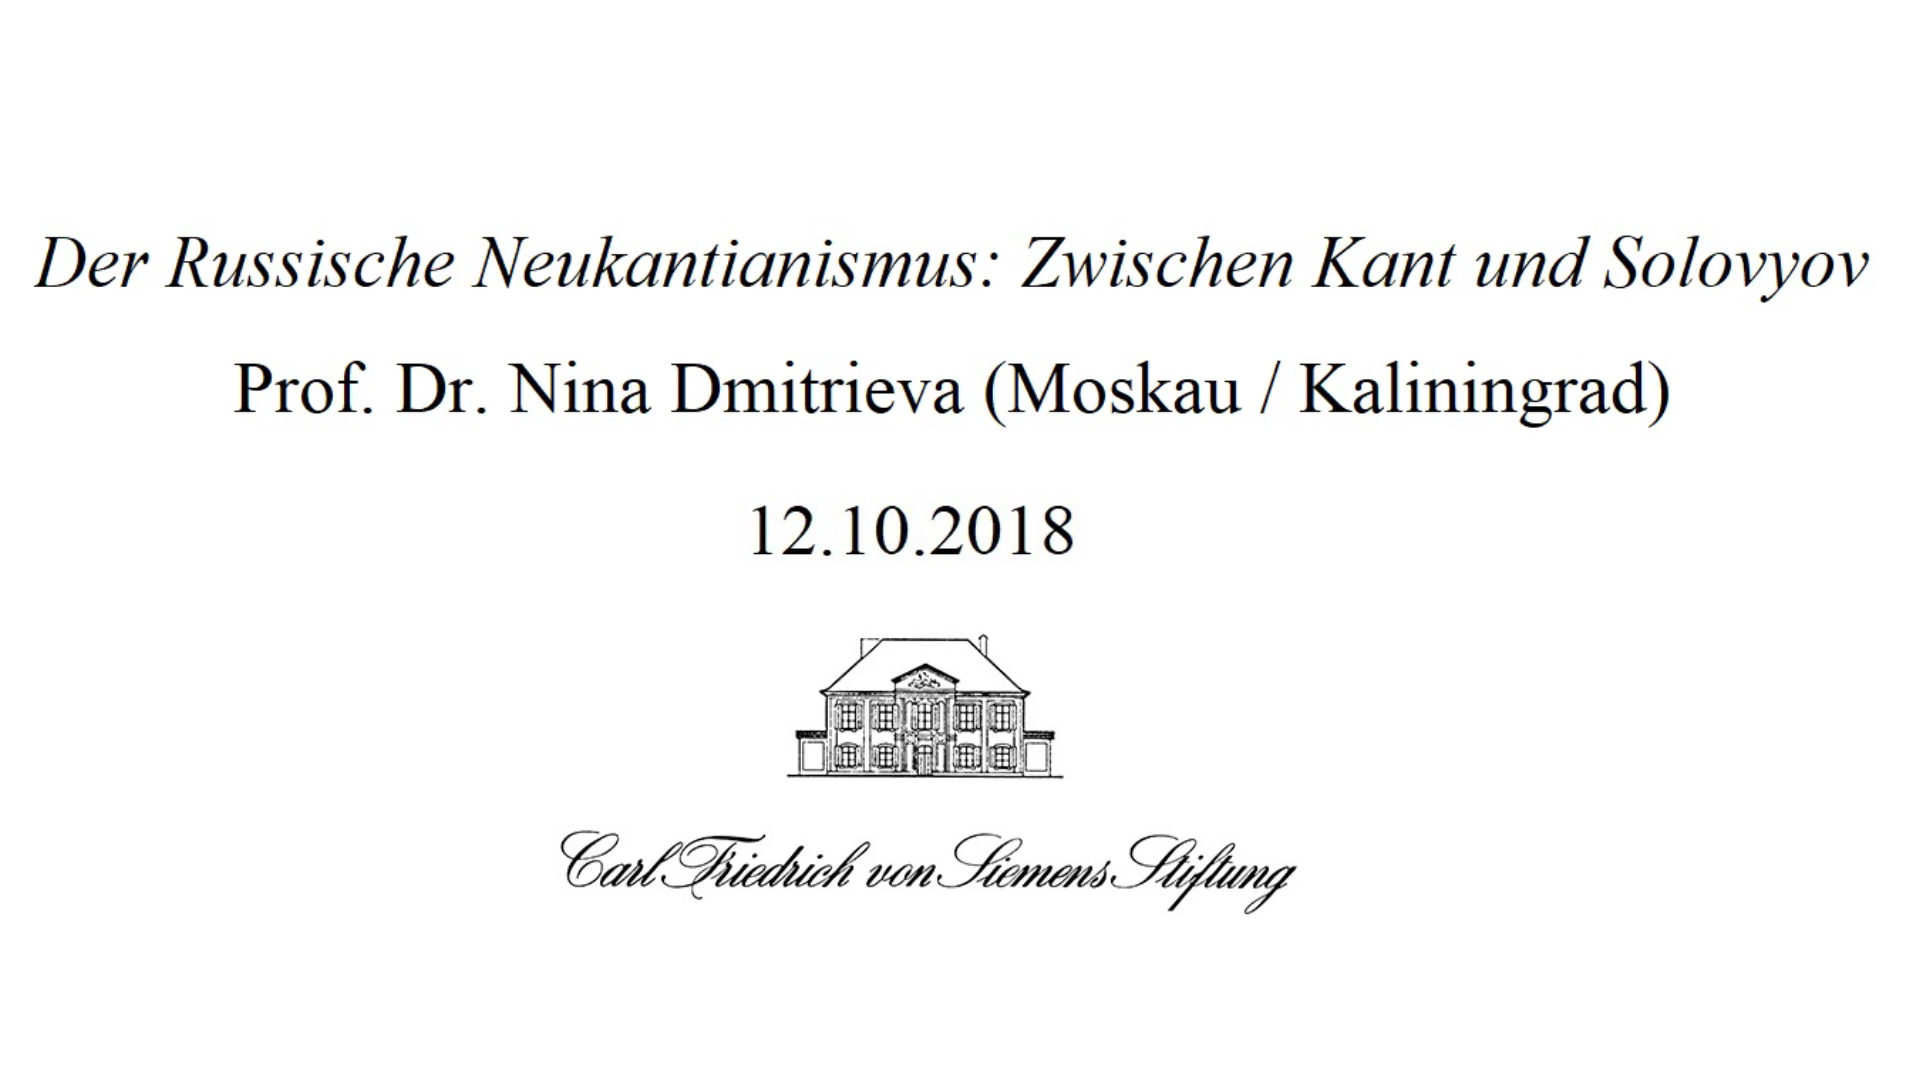 Der Russische Neukantianismus: Zwischen Kant und Solovyov
Prof. Dr. Nina Dmitrieva (Moskau / Kaliningrad)
12.10.2018
Carl Friedrich von Siemens Stiftung